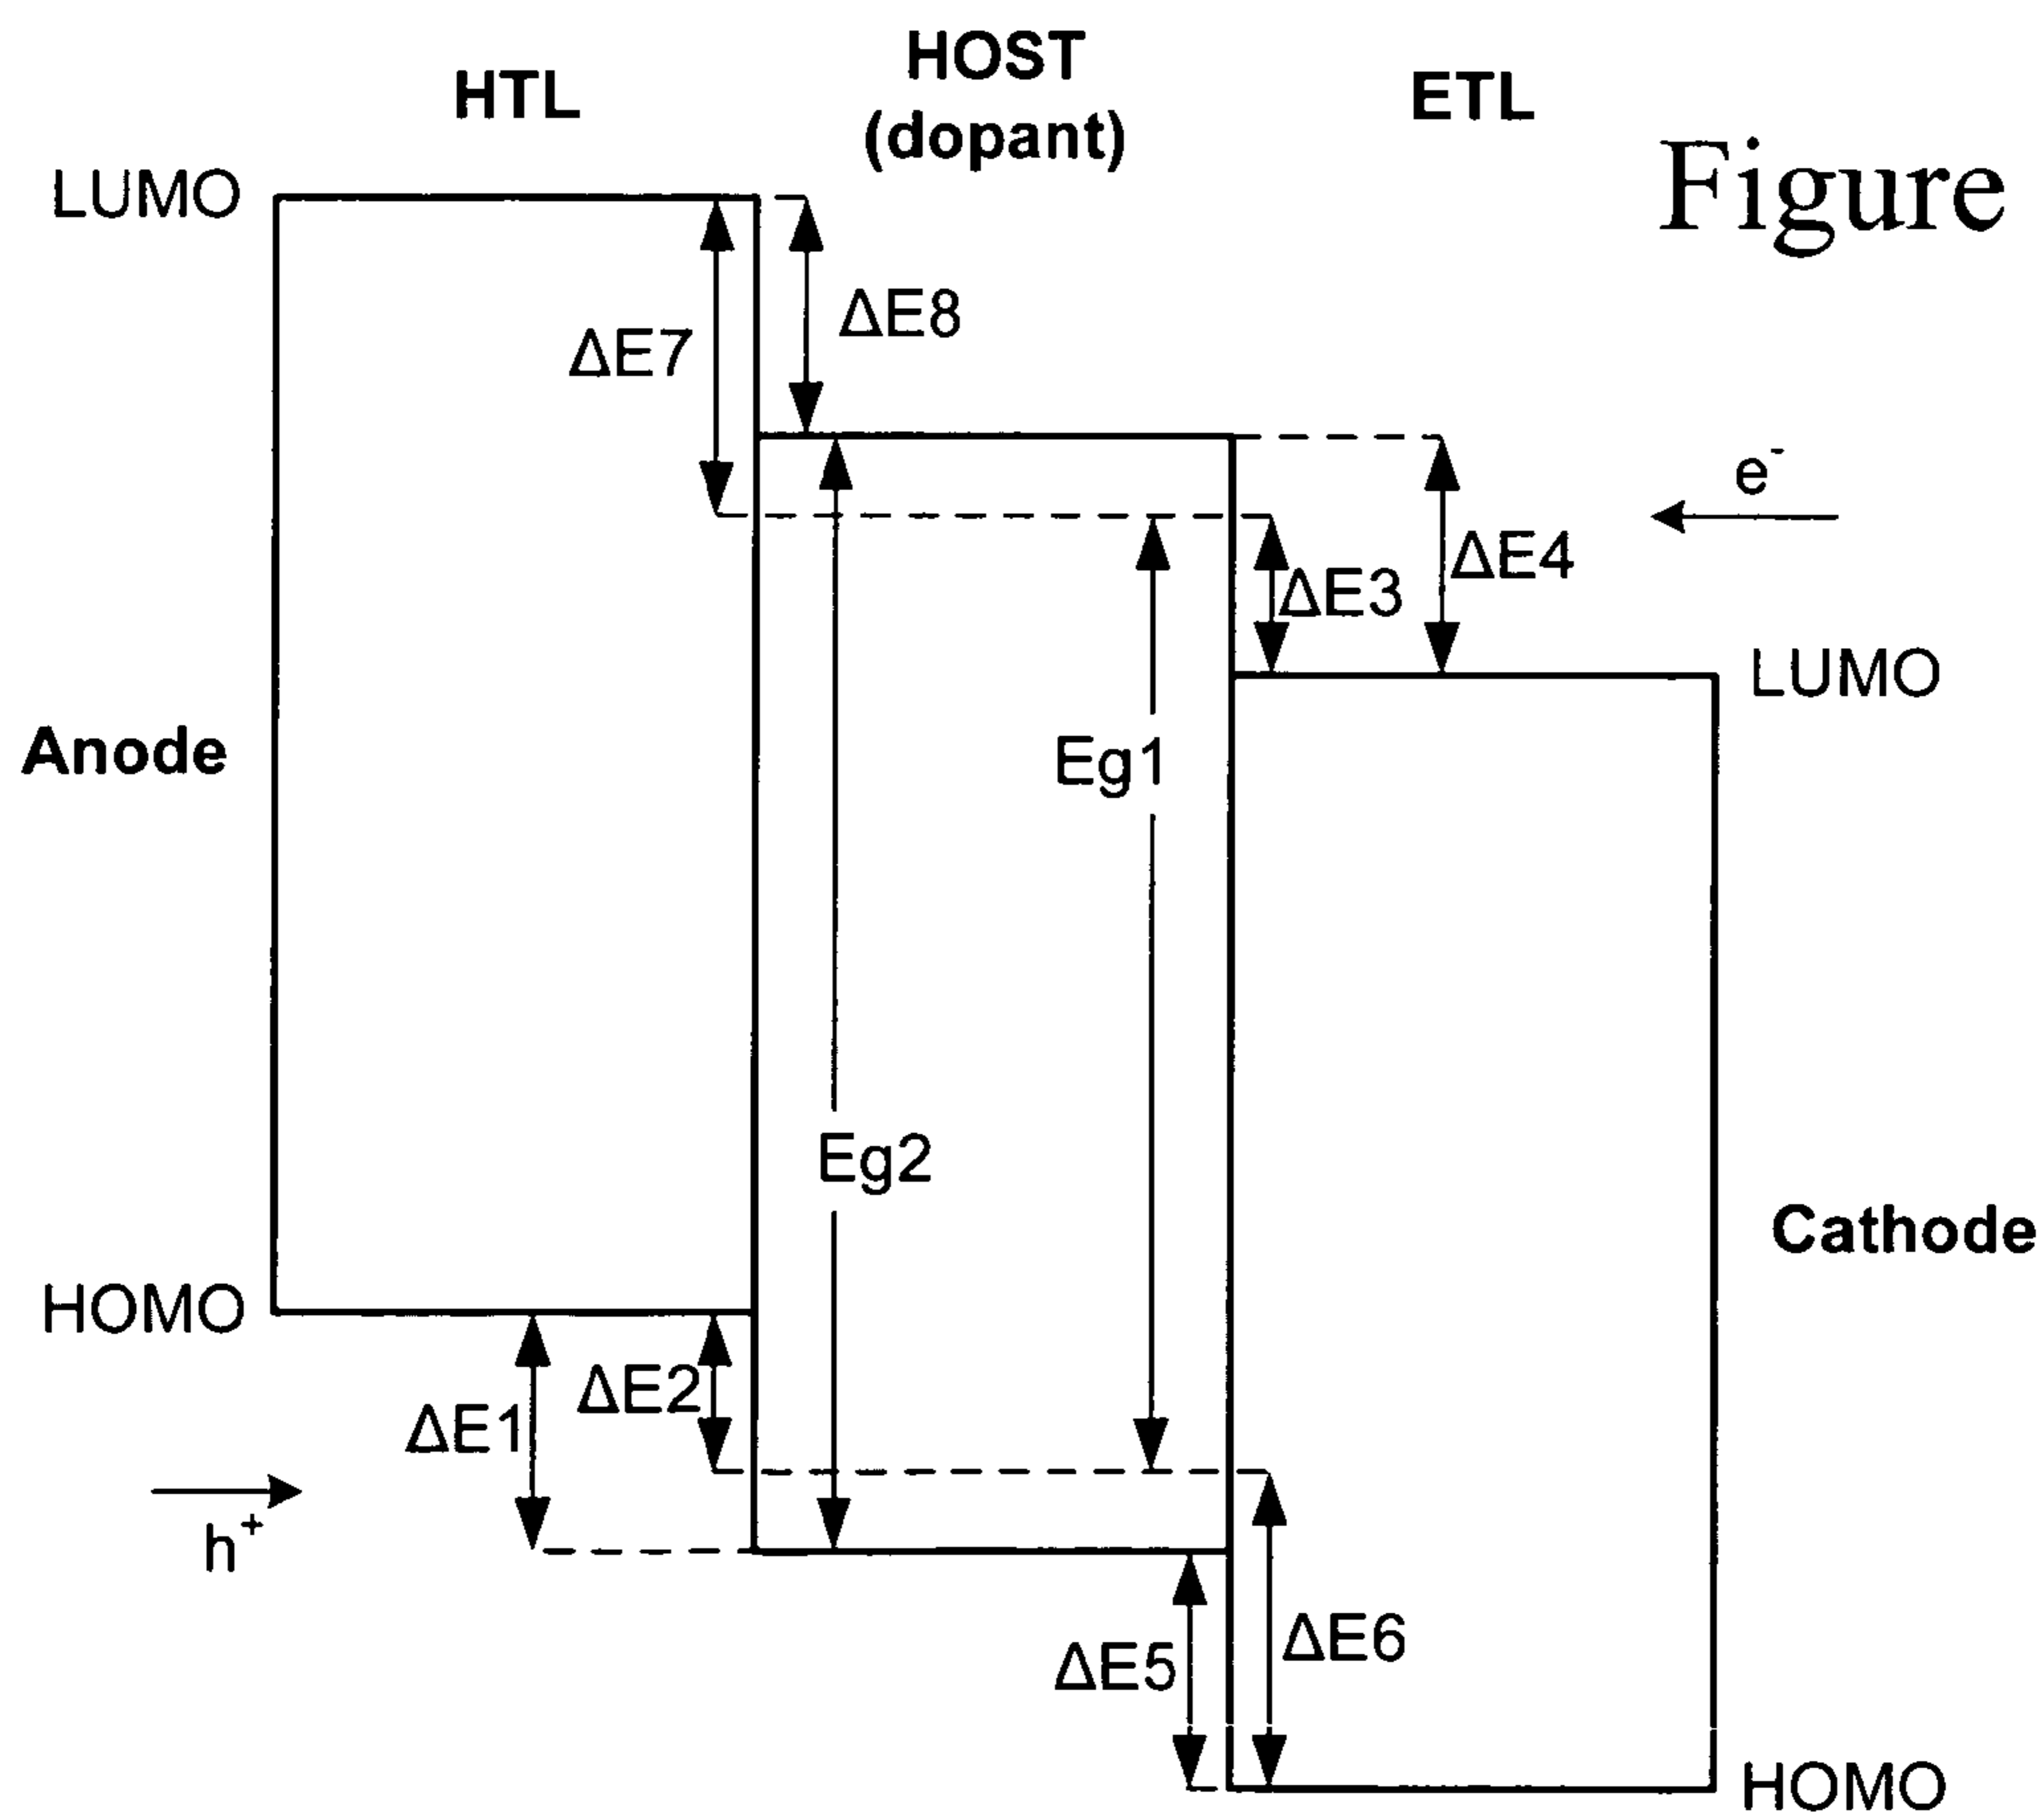 HTL
HOST
(dopant)
ETL
Figure
LUMO
ΔE7
ΔE8
e⁻
ΔE4
ΔE3
LUMO
Anode
Eg1
Eg2
Cathode
HOMO
ΔE1
ΔE2
h⁺
ΔE5
ΔE6
HOMO